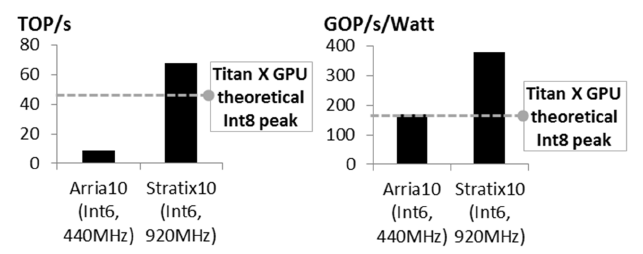 TOP/s
80
60
40
20
0
Titan X GPU
theoretical
Int8 peak
Arria10
(Int6,
440MHz)
Stratix10
(Int6,
920MHz)
GOP/s/Watt
400
300
200
100
0
Titan X GPU
theoretical
Int8 peak
Arria10
(Int6,
440MHz)
Stratix10
(Int6,
920MHz)